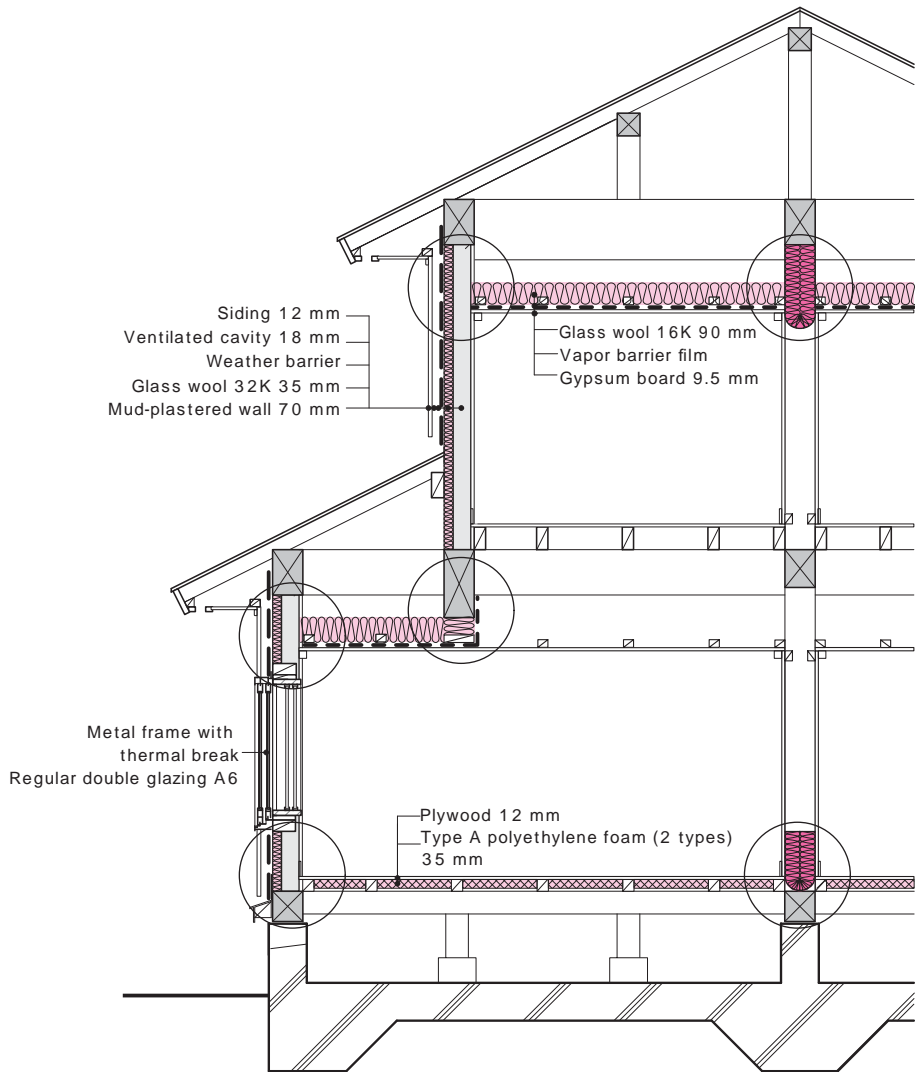 Siding 12 mm
Ventilated cavity 18 mm
Weather barrier
Glass wool 32K 35 mm
Mud-plastered wall 70 mm
Glass wool 16K 90 mm
Vapor barrier film
Gypsum board 9.5 mm
Metal frame with
thermal break
Regular double glazing A6
Plywood 12 mm
Type A polyethylene foam (2 types)
35 mm